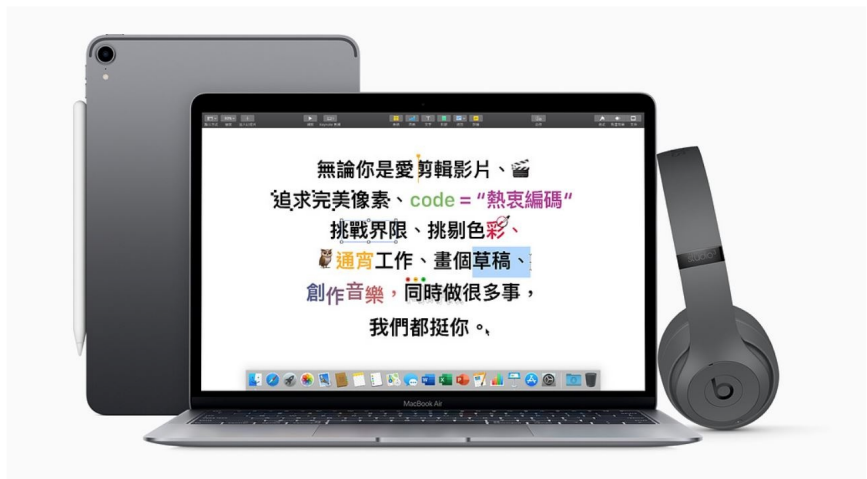 無論你是愛剪輯影片、
追求完美像素、code = “熱衷編碼“
挑戰界限、挑剔色彩、
通宵工作、畫個草稿、
創作音樂，同時做很多事，
我們都挺你。
MacBook Air
studio